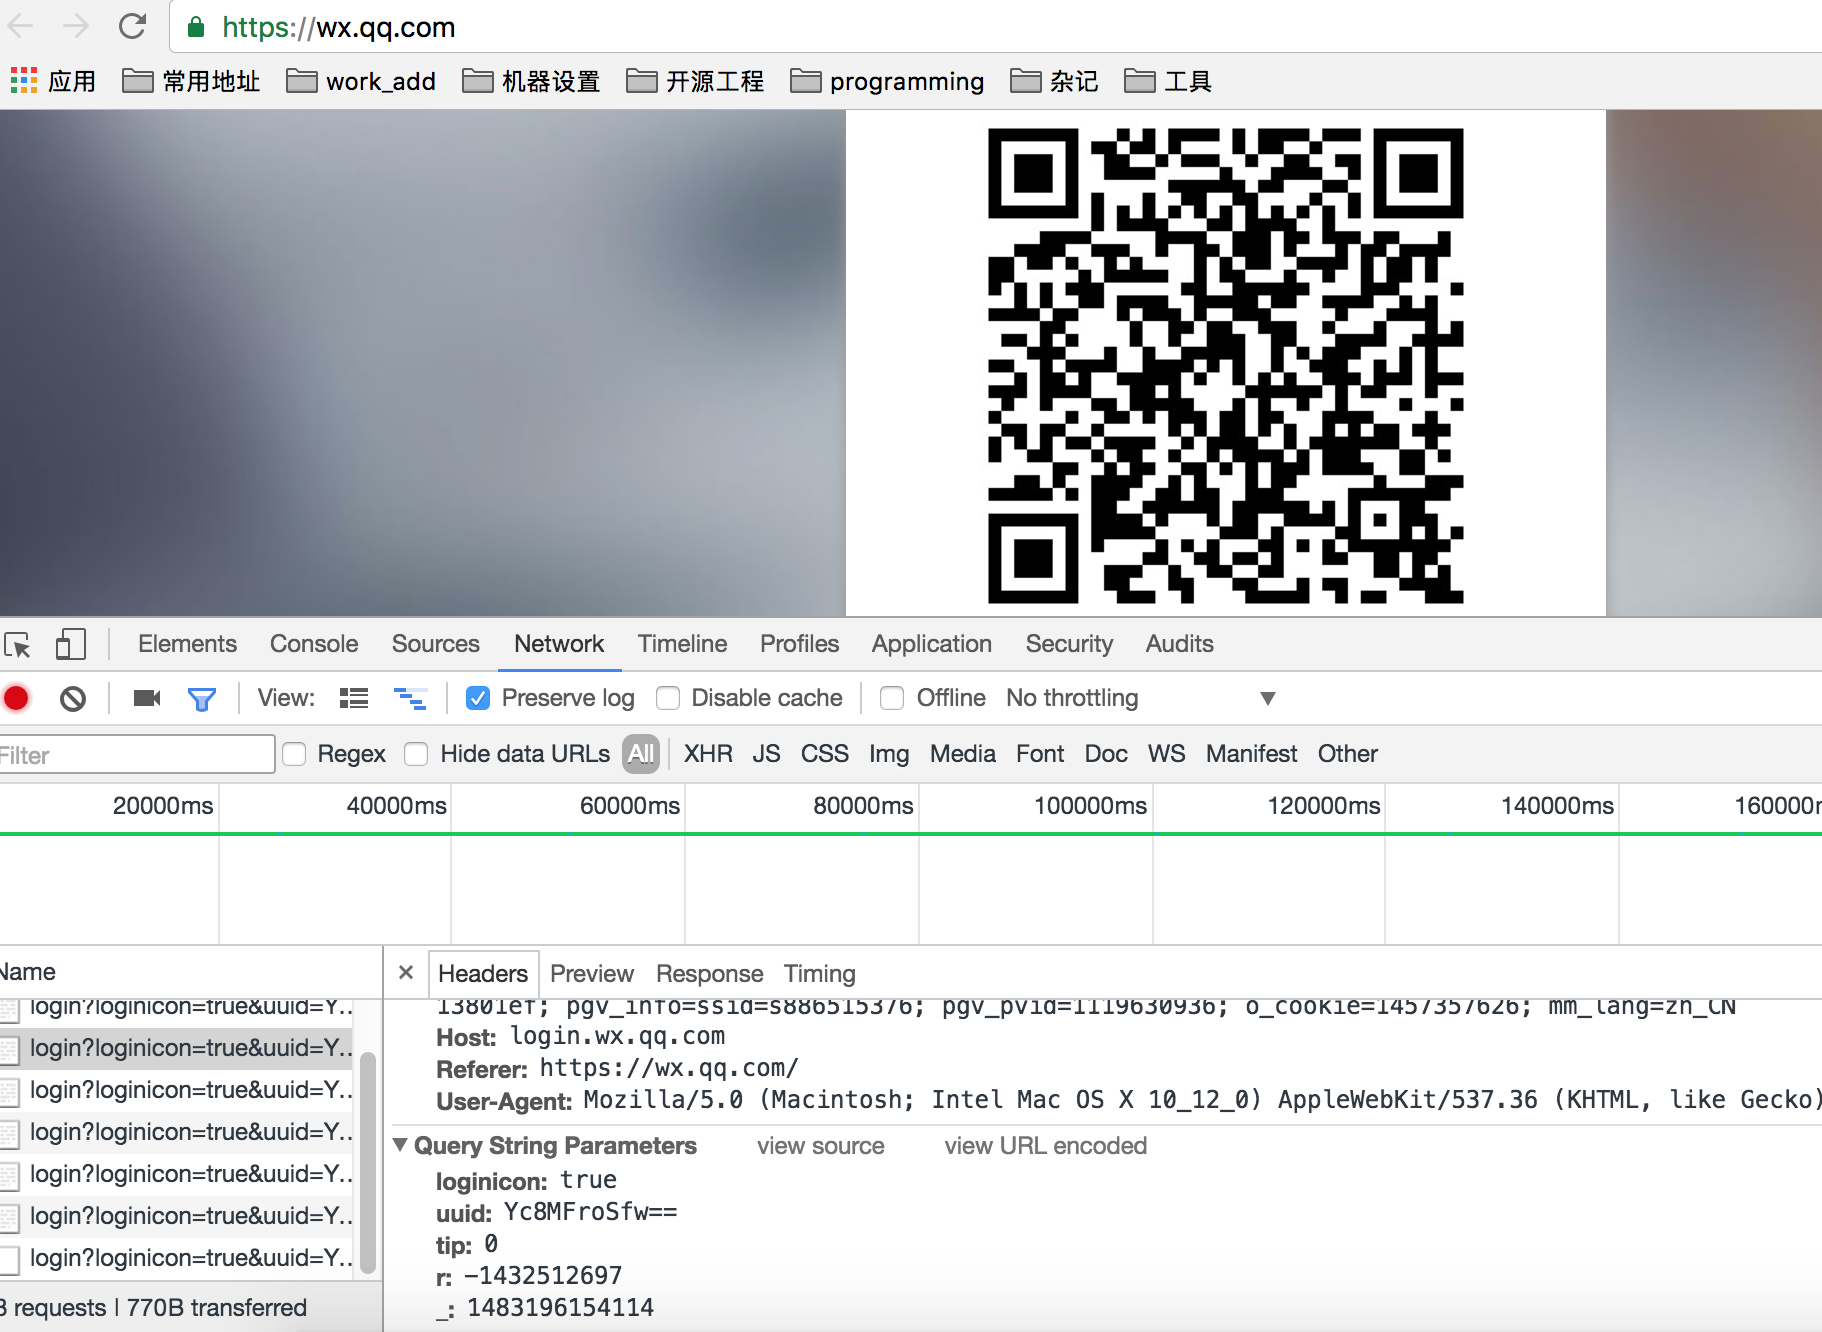 https://wx.qq.com
应用 常用地址 work_add 机器设置 开源工程 programming 杂记 工具
Elements Console Sources Network Timeline Profiles Application Security Audits
View: Preserve log Disable cache Offline No throttling
Filter Regex Hide data URLs All XHR JS CSS Img Media Font Doc WS Manifest Other
20000ms 40000ms 60000ms 80000ms 100000ms 120000ms 140000ms 160000m
Name Headers Preview Response Timing
login?loginicon=true&uuid=Y...
13801ef; pgv_info=ssid=s886515376; pgv_pvid=1119630936; o_cookie=1457357626; mm_lang=zh_CN
login?loginicon=true&uuid=Y...
Host: login.wx.qq.com
login?loginicon=true&uuid=Y...
Referer: https://wx.qq.com/
User-Agent: Mozilla/5.0 (Macintosh; Intel Mac OS X 10_12_0) AppleWebKit/537.36 (KHTML, like Gecko)
login?loginicon=true&uuid=Y...
Query String Parameters view source view URL encoded
login?loginicon=true&uuid=Y...
loginicon: true
login?loginicon=true&uuid=Y...
uuid: Yc8MFroSfw==
tip: 0
login?loginicon=true&uuid=Y...
r: -1432512697
requests | 770B transferred
_: 1483196154114